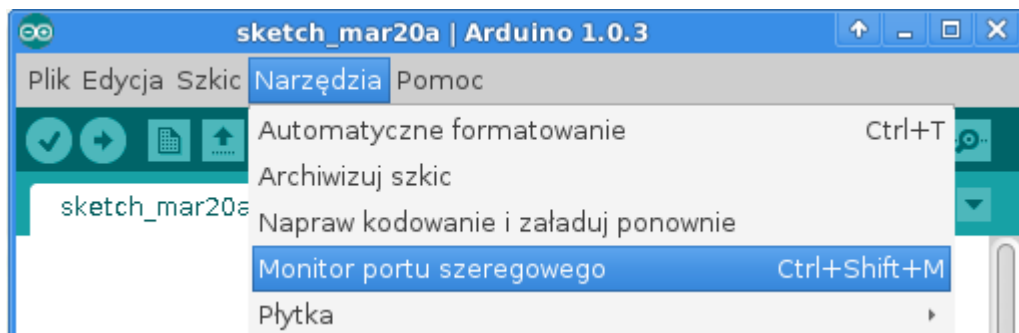 sketch_mar20a | Arduino 1.0.3
Plik Edycja Szkic Narzędzia Pomoc
Automatyczne formatowanie Ctrl+T
Archiwizuj szkic
sketch_mar20a
Napraw kodowanie i załaduj ponownie
Monitor portu szeregowego Ctrl+Shift+M
Płytka